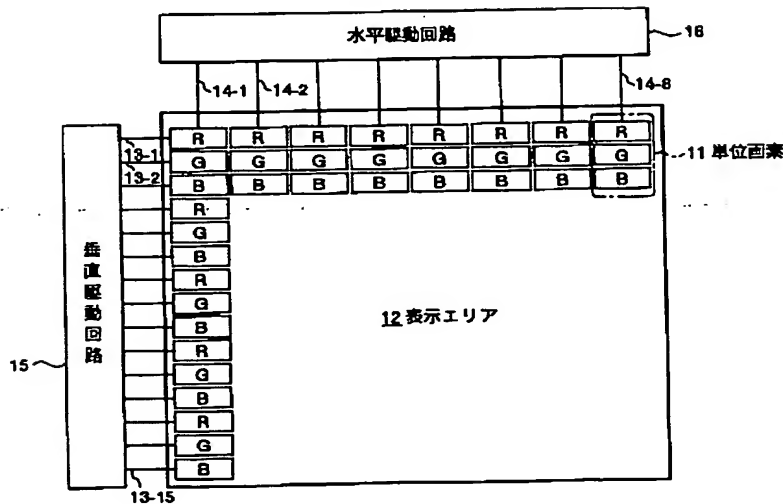 水平駆動回路
16
14-1
14-2
14-8
R R R R R R R R
13-1
G G G G G G G G
11 単位画素
13-2
B B B B B B B B
R
G
B
垂直駆動回路
R
G
12 表示エリア
B
15
R
G
B
R
G
B
13-15